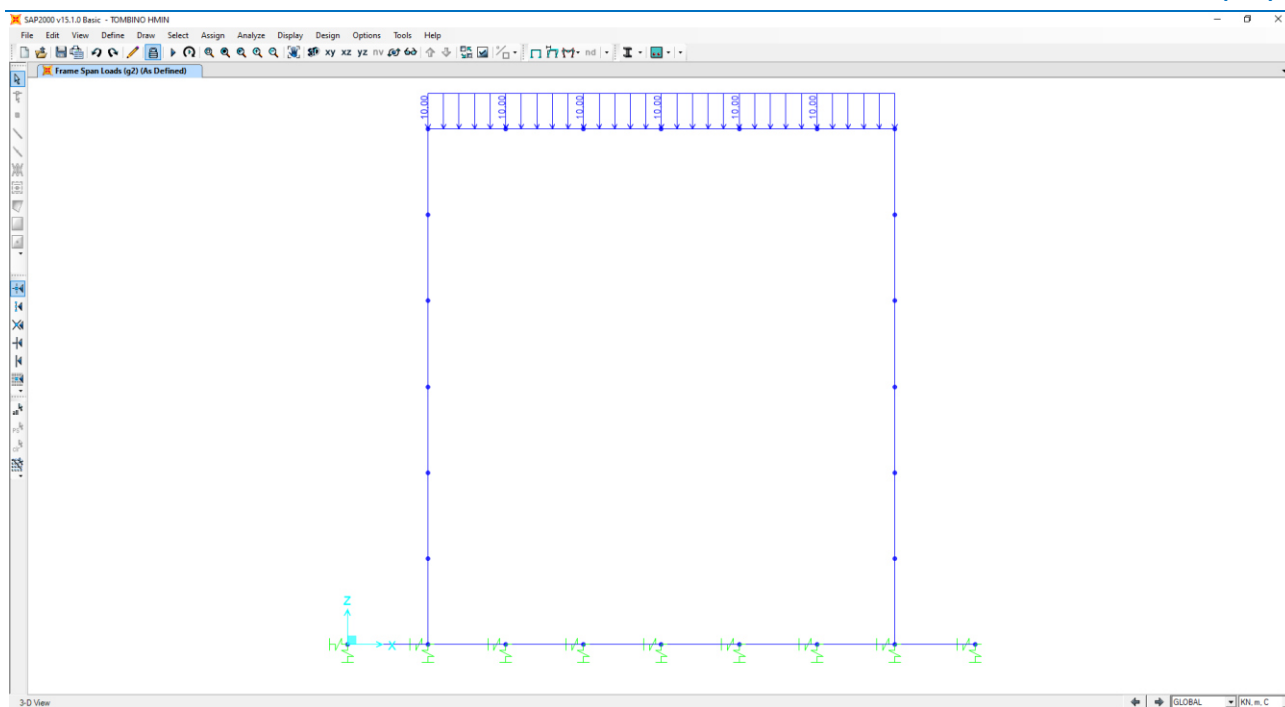 SAP2000 v15.1.0 Basic - TOMBINO HMIN
File Edit View Define Draw Select Assign Analyze Display Design Options Tools Help
xy xz yz nv nd
Frame Span Loads (g2) (As Defined)
10.00 10.00 10.00 10.00 10.00 10.00
Z
X
3-D View GLOBAL KN, m, C